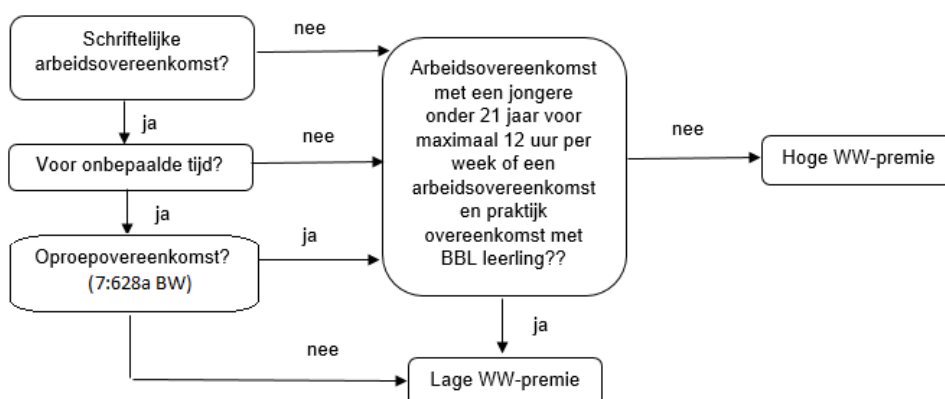 Schriftelijke
arbeidsovereenkomst?
nee
ja
Voor onbepaalde tijd?
nee
ja
Oproepovereenkomst?
(7:628a BW)
ja
nee
Arbeidsovereenkomst
met een jongere
onder 21 jaar voor
maximaal 12 uur per
week of een
arbeidsovereenkomst
en praktijk
overeenkomst met
BBL leerling??
nee
Hoge WW-premie
ja
Lage WW-premie